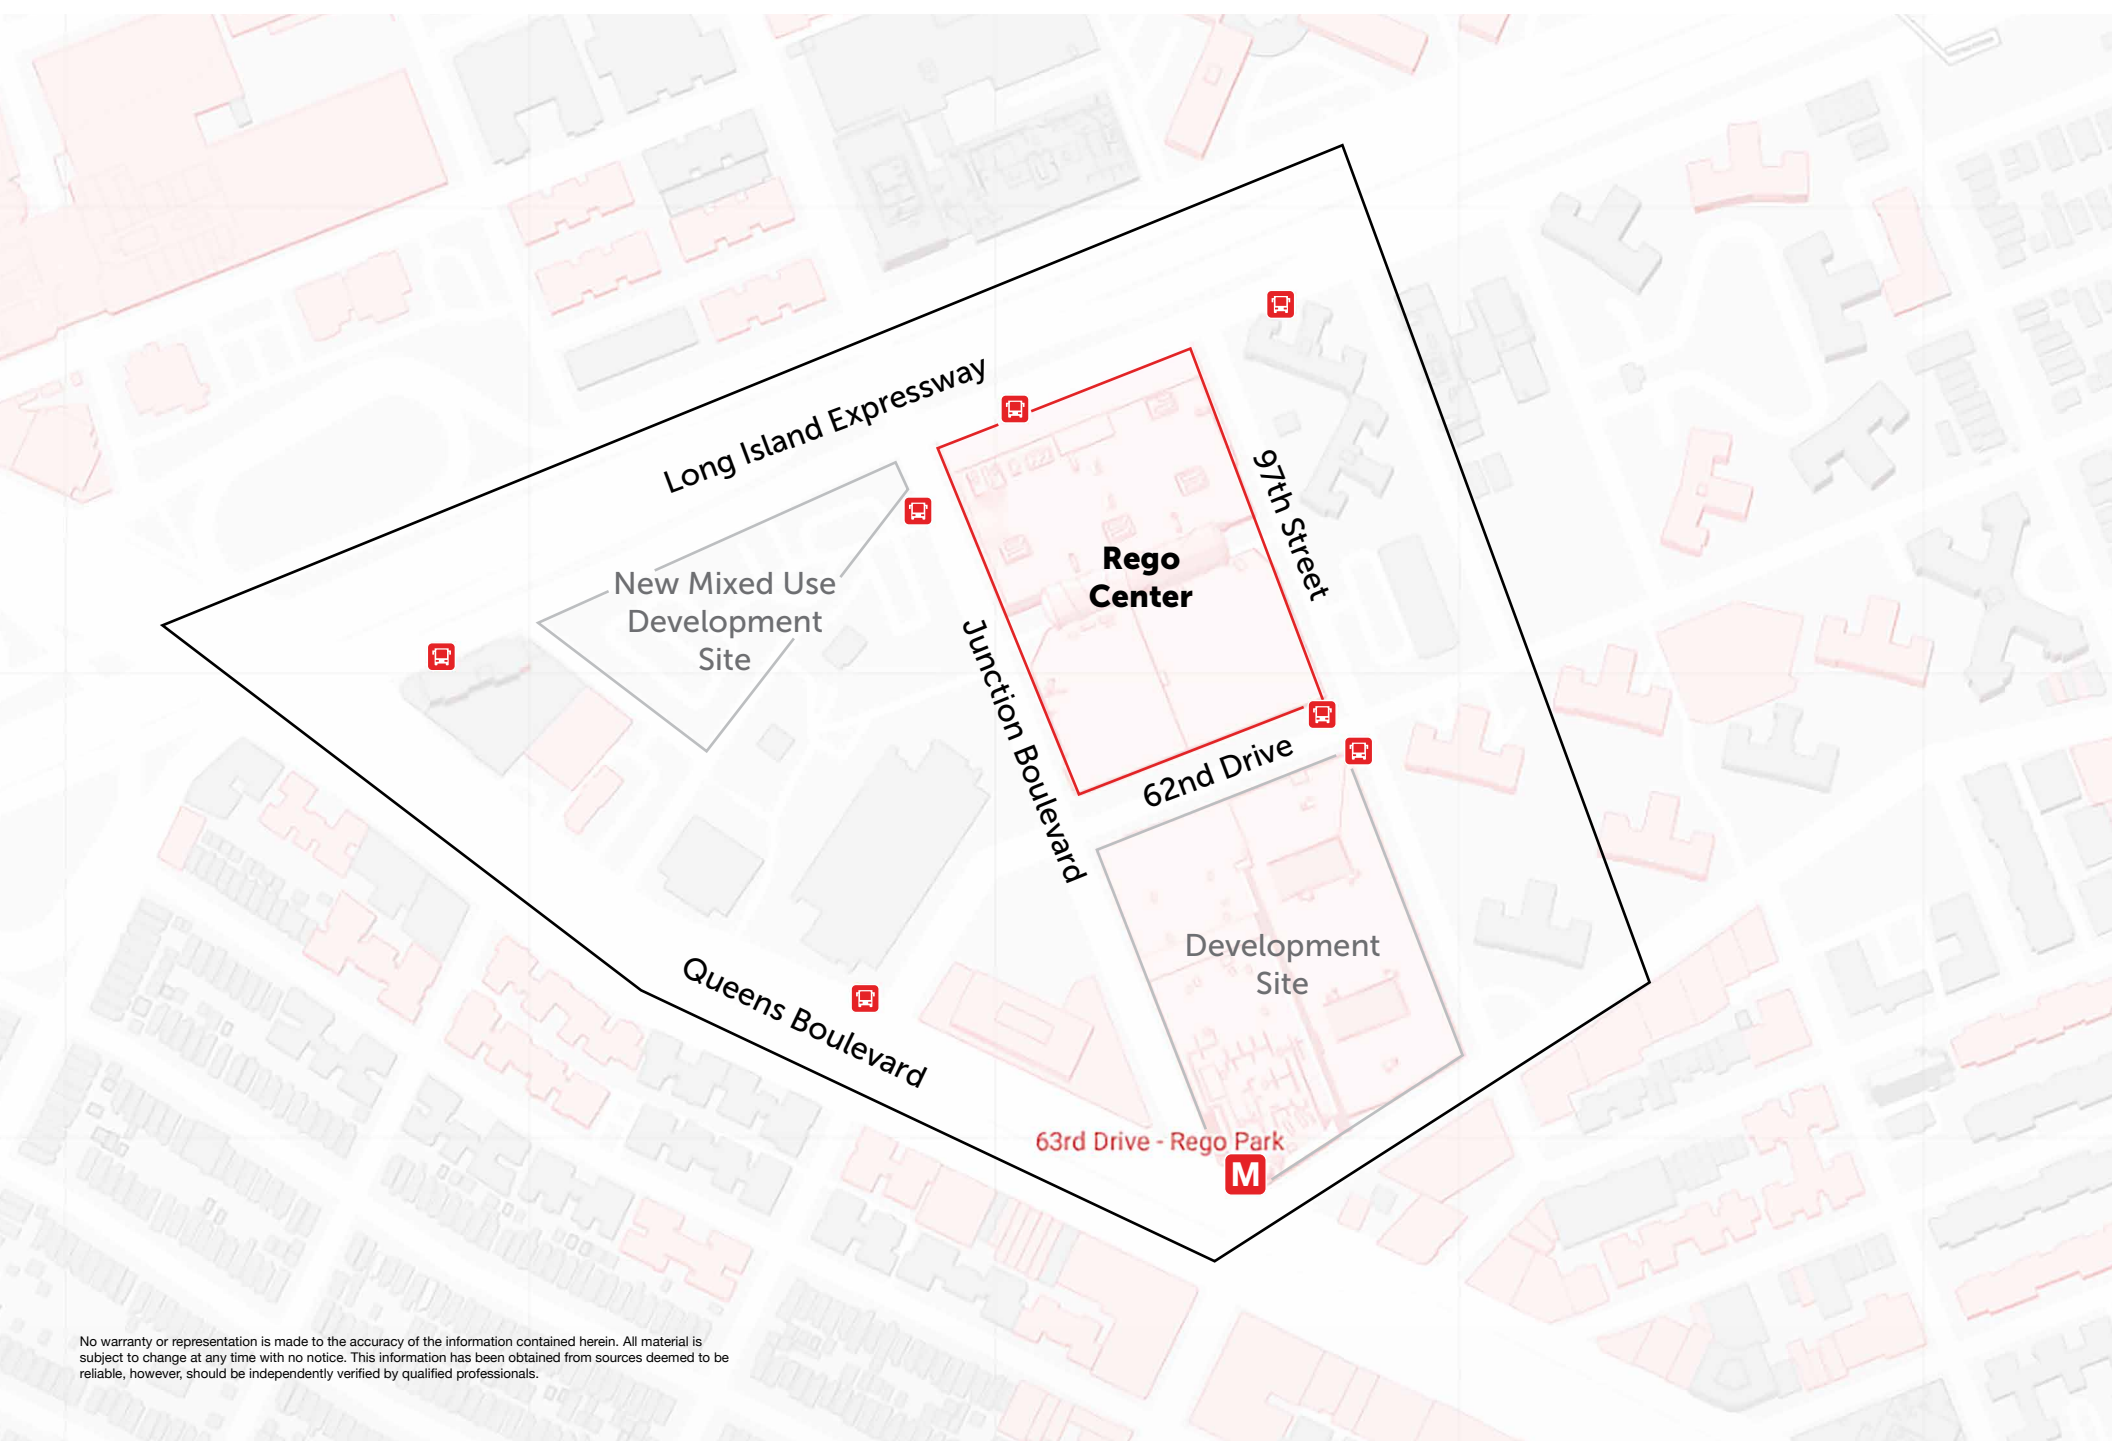 Long Island Expressway
97th Street
Rego
Center
New Mixed Use
Development
Site
Junction Boulevard
62nd Drive
Development
Site
Queens Boulevard
63rd Drive - Rego Park
M
No warranty or representation is made to the accuracy of the information contained herein. All material is
subject to change at any time with no notice. This information has been obtained from sources deemed to be
reliable, however, should be independently verified by qualified professionals.